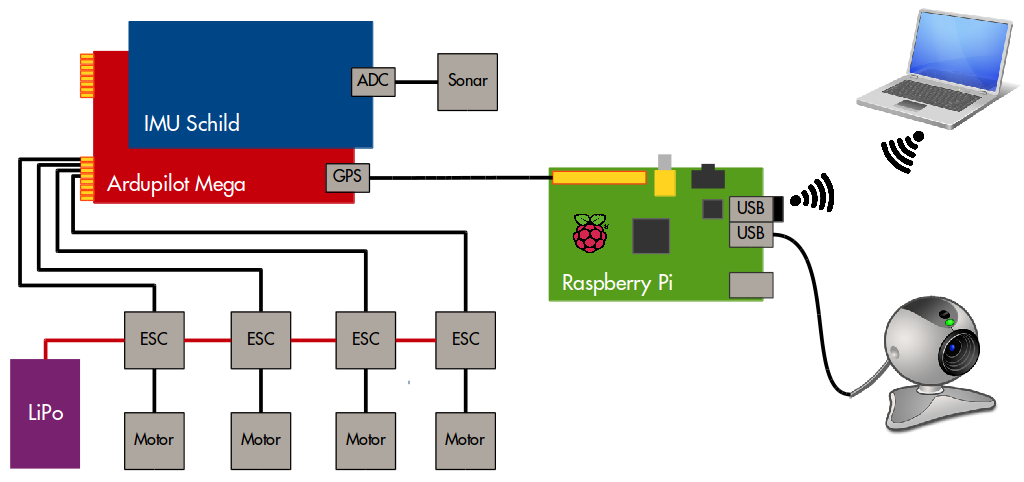 IMU Schild
ADC
Sonar
Ardupilot Mega
GPS
USB
USB
Raspberry Pi
ESC
ESC
ESC
ESC
LiPo
Motor
Motor
Motor
Motor